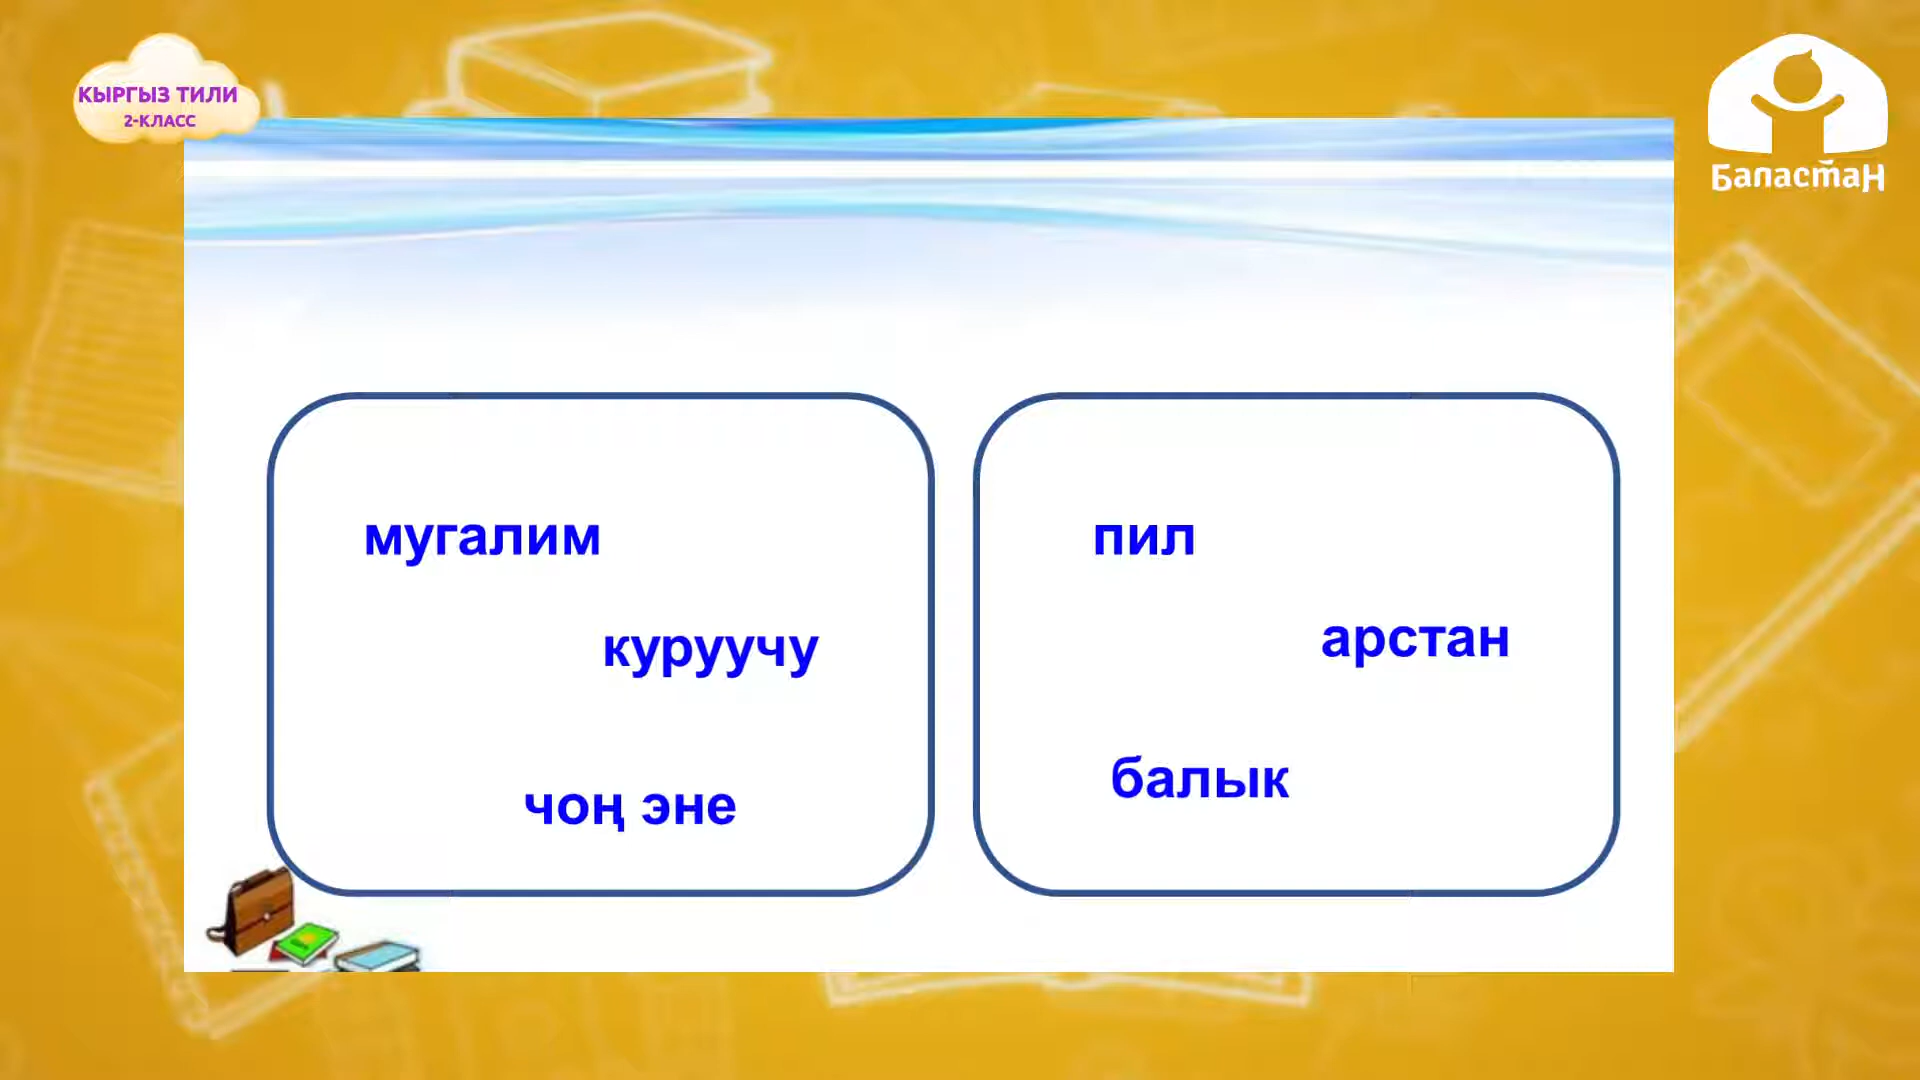 КЫРГЫЗ ТИЛИ
2-КЛАСС
Баластан
мугалим
куруучу
чоң эне
пил
арстан
балык